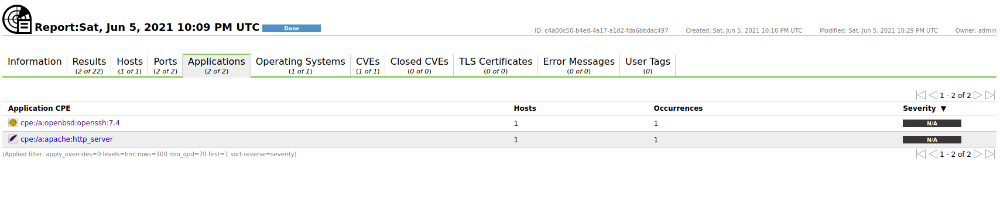 Report:Sat, Jun 5, 2021 10:09 PM UTC Done
ID: c4a00c50-b4ed-4a17-a1d2-fda6bbdac497 Created: Sat, Jun 5, 2021 10:10 PM UTC Modified: Sat, Jun 5, 2021 10:29 PM UTC Owner: admin
Information Results Hosts Ports Applications Operating Systems CVEs Closed CVEs TLS Certificates Error Messages User Tags
(2 of 22) (1 of 1) (2 of 2) (2 of 2) (1 of 1) (1 of 1) (0 of 0) (0 of 0) (0 of 0) (0)
1 - 2 of 2
Application CPE Hosts Occurrences Severity ▼
cpe:/a:openbsd:openssh:7.4 1 1 N/A
cpe:/a:apache:http_server 1 1 N/A
(Applied filter: apply_overrides=0 levels=hml rows=100 min_qod=70 first=1 sort-reverse=severity) 1 - 2 of 2